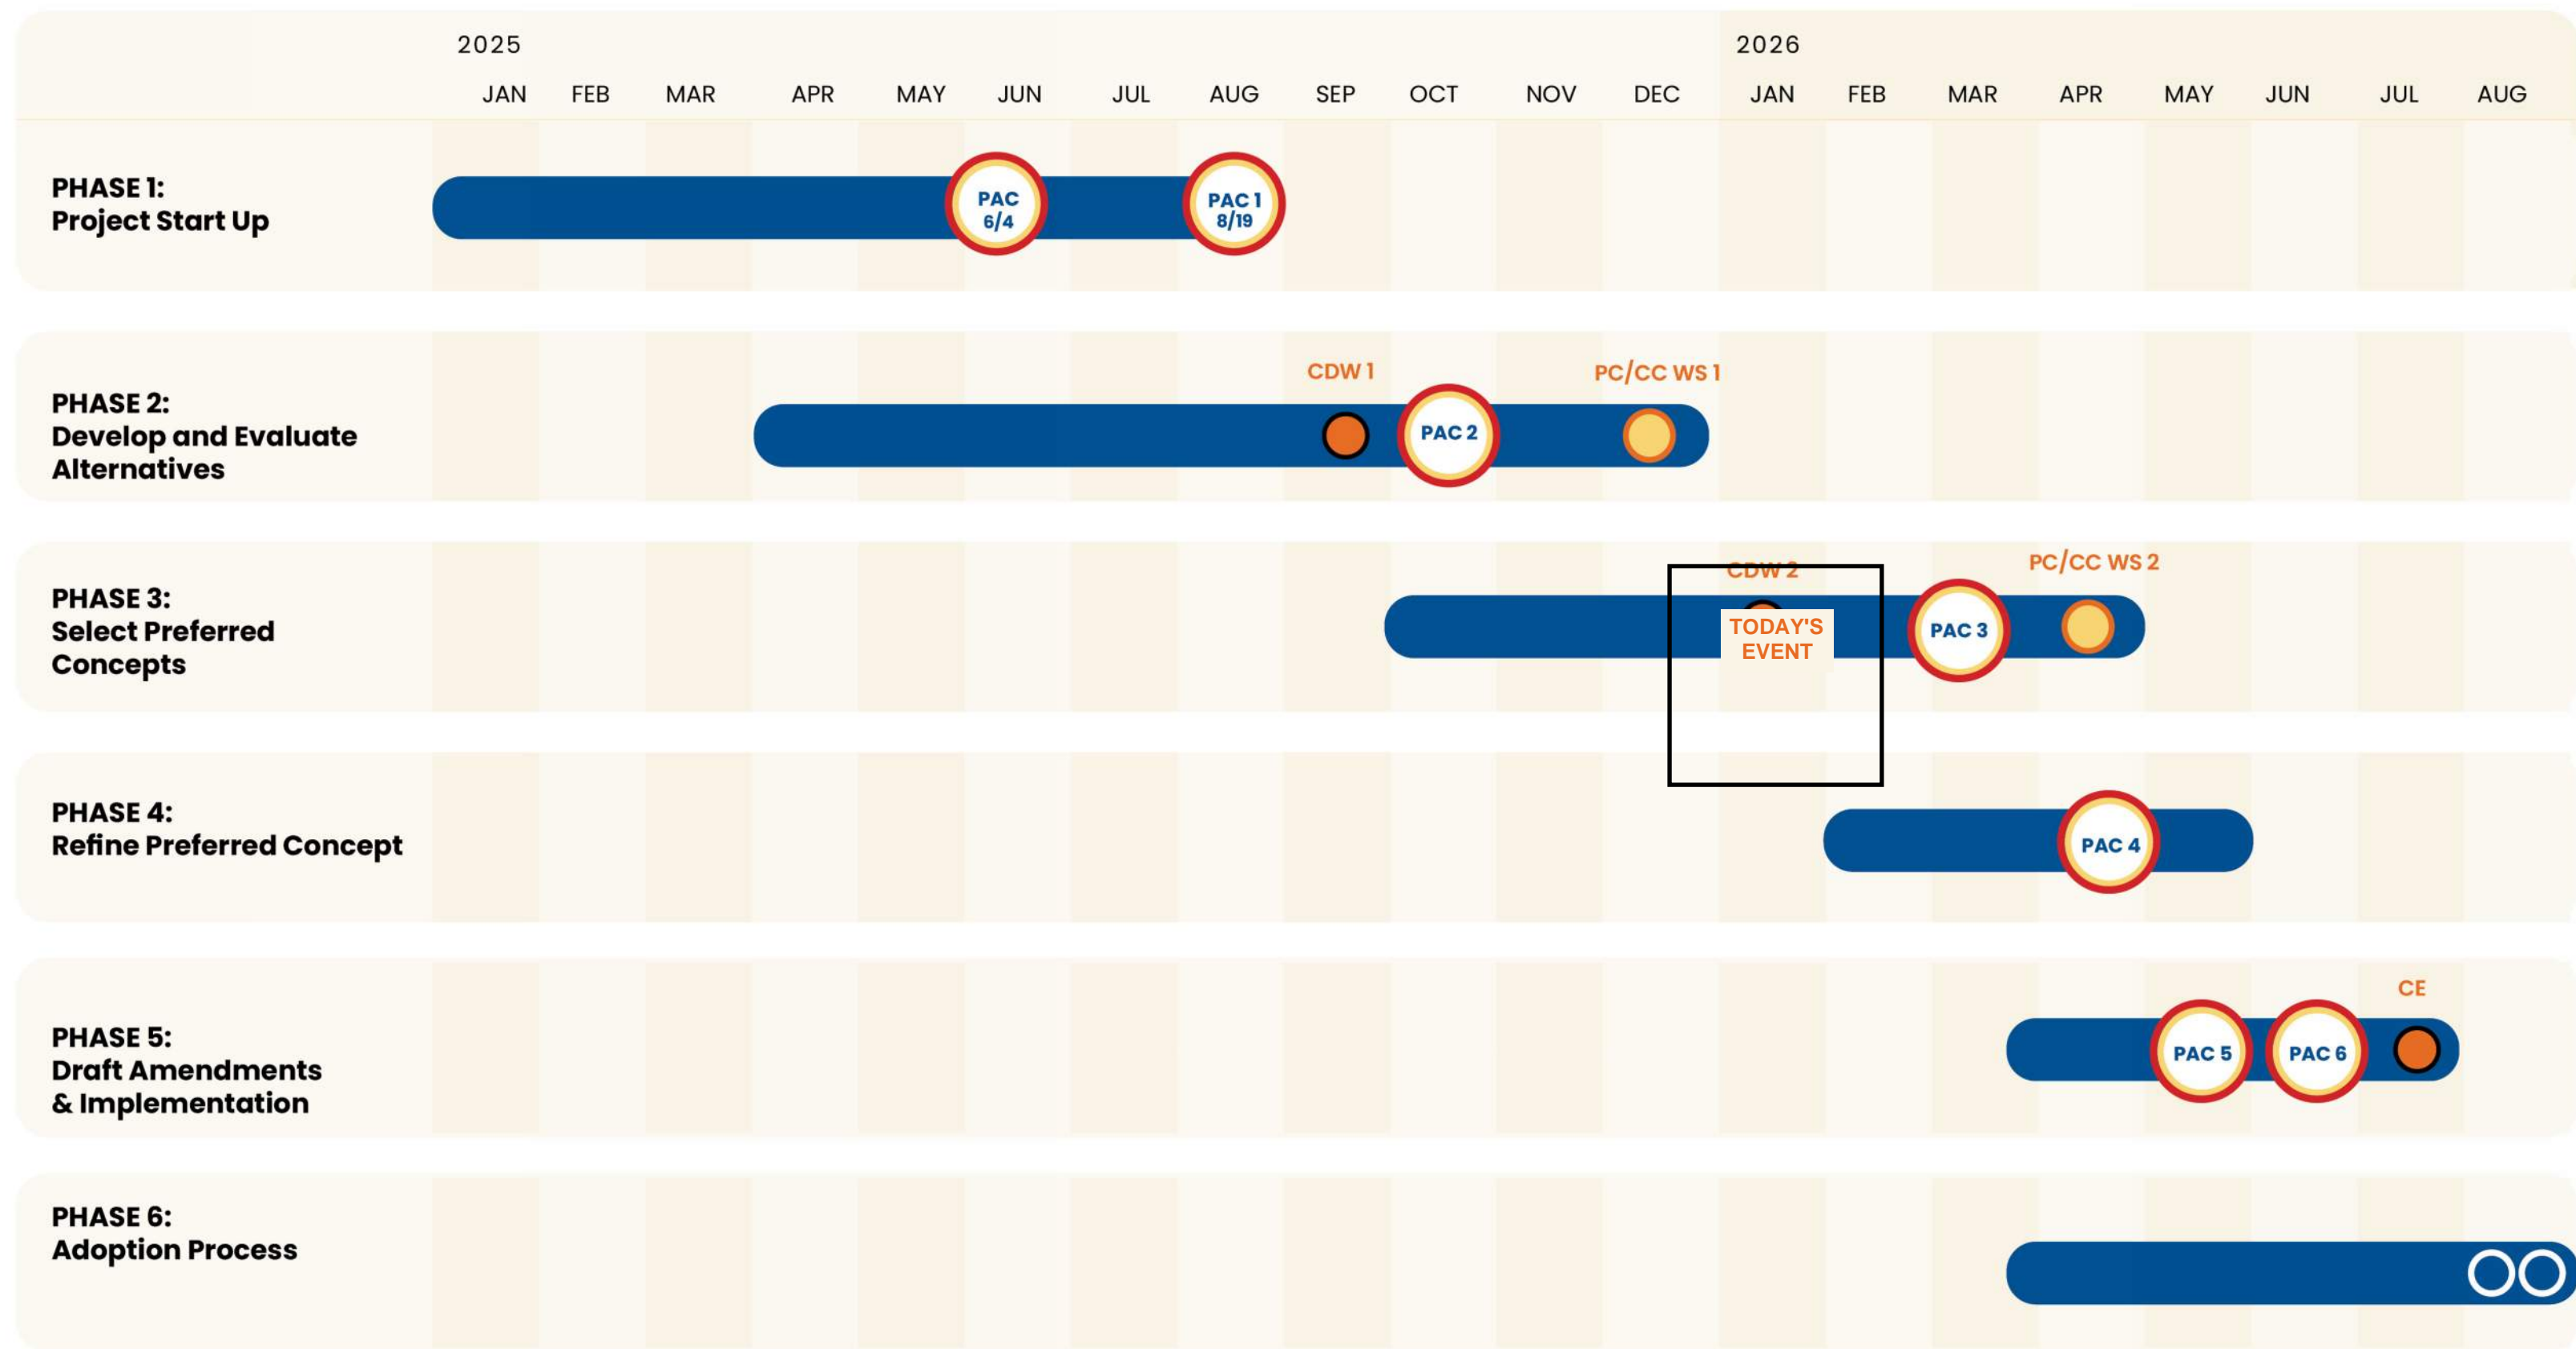 2025
2026
JAN FEB MAR APR MAY JUN JUL AUG SEP OCT NOV DEC JAN FEB MAR APR MAY JUN JUL AUG
PHASE 1:
Project Start Up
PAC
6/4
PAC 1
8/19
PHASE 2:
Develop and Evaluate
Alternatives
CDW 1
PAC 2
PC/CC WS 1
PHASE 3:
Select Preferred
Concepts
CDW 2
TODAY'S
EVENT
PAC 3
PC/CC WS 2
PHASE 4:
Refine Preferred Concept
PAC 4
PHASE 5:
Draft Amendments
& Implementation
PAC 5
PAC 6
CE
PHASE 6:
Adoption Process